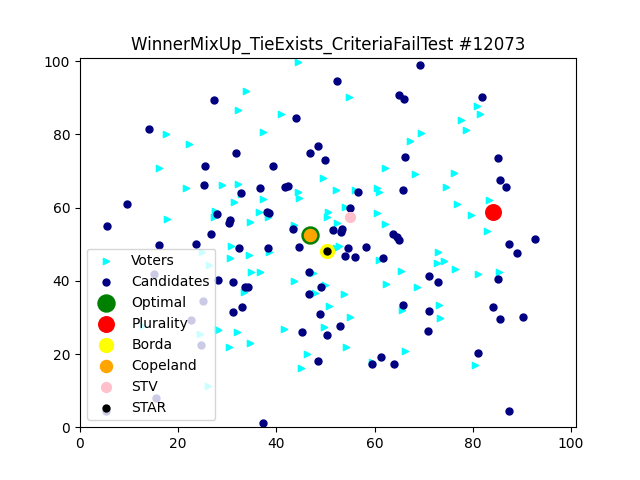 WinnerMixUp_TieExists_CriteriaFailTest #12073
100
80
60
40
20
0
0
20
40
60
80
100
Voters
Candidates
Optimal
Plurality
Borda
Copeland
STV
STAR